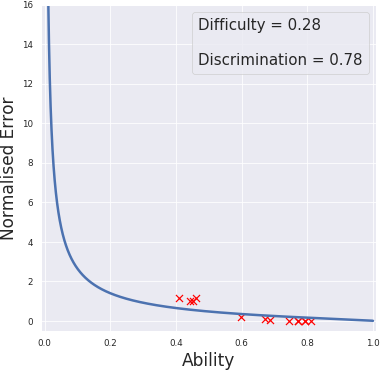 Difficulty = 0.28
Discrimination = 0.78
Normalised Error
16
14
12
10
8
6
4
2
0
0.0 0.2 0.4 0.6 0.8 1.0
Ability